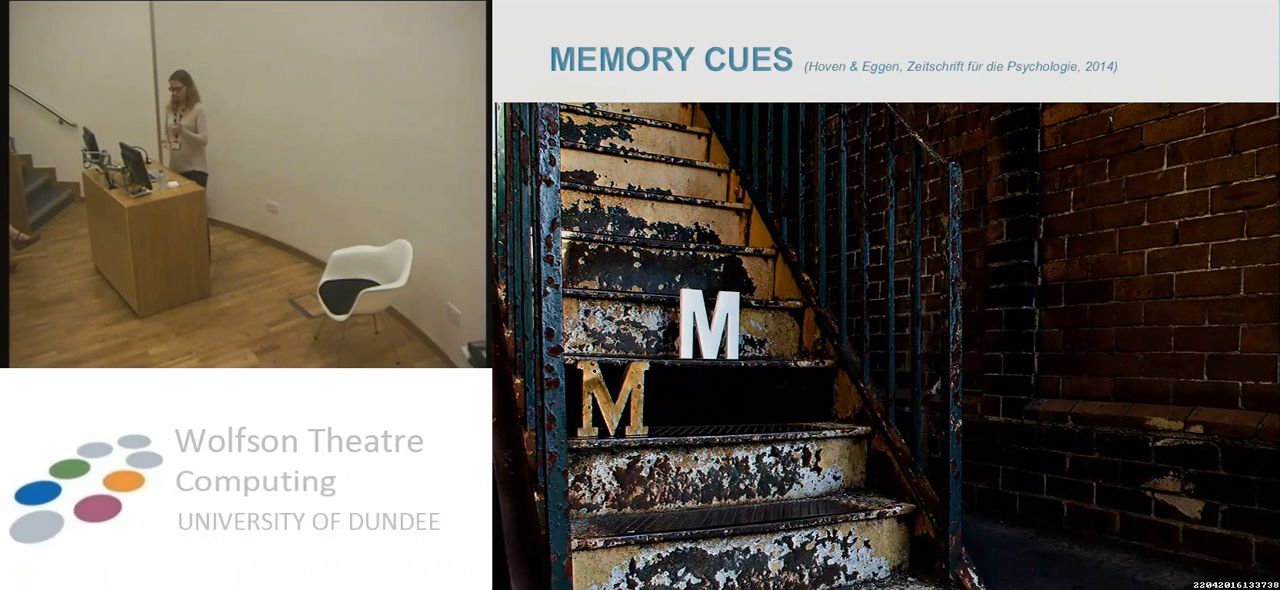 MEMORY CUES (Hoven & Eggen, Zeitschrift für die Psychologie, 2014)
M
M
Wolfson Theatre
Computing
UNIVERSITY OF DUNDEE
22042016133738